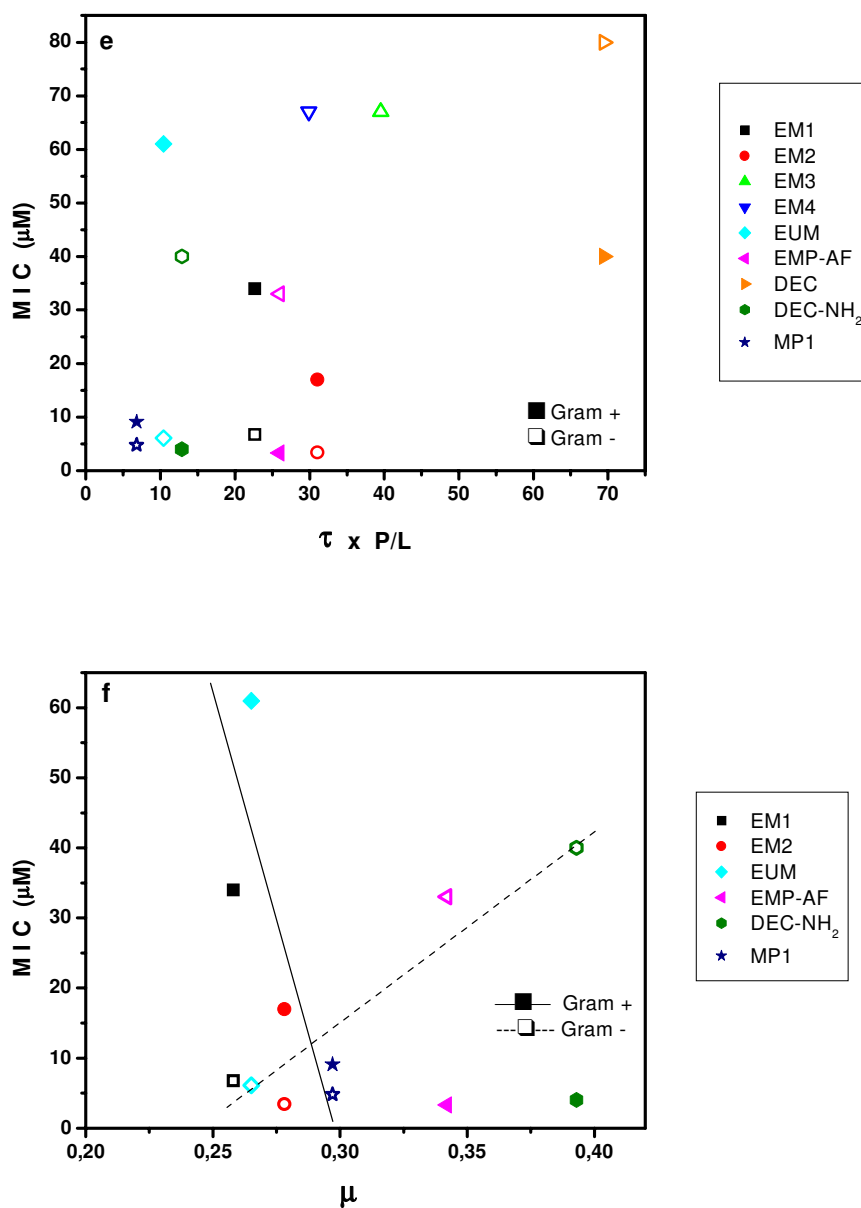 e
80
70
60
50
40
30
20
10
0
MIC (μM)
Gram +
Gram -
0 10 20 30 40 50 60 70
τ x P/L
EM1
EM2
EM3
EM4
EUM
EMP-AF
DEC
DEC-NH2
MP1
f
60
50
40
30
20
10
0
MIC (μM)
Gram +
Gram -
0,20 0,25 0,30 0,35 0,40
μ
EM1
EM2
EUM
EMP-AF
DEC-NH2
MP1